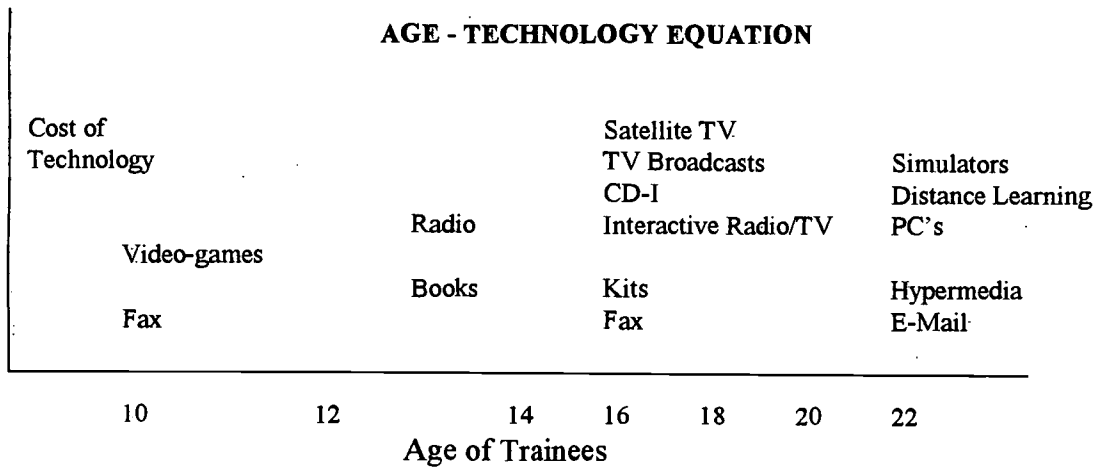 AGE - TECHNOLOGY EQUATION
Cost of
Technology
Satellite TV
TV Broadcasts
CD-I
Interactive Radio/TV
Simulators
Distance Learning
PC's
Radio
Video-games
Books
Kits
Hypermedia
Fax
Fax
E-Mail
10 12 14 16 18 20 22
Age of Trainees